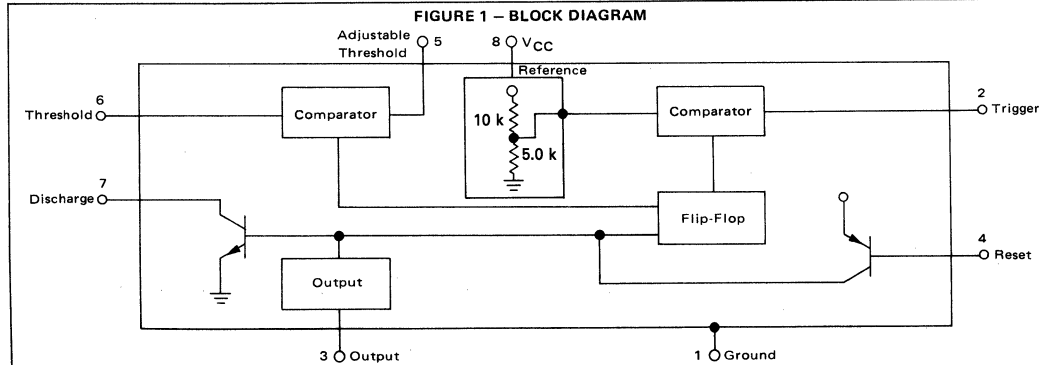 FIGURE 1 – BLOCK DIAGRAM
Adjustable
Threshold
5
8
VCC
Reference
6
Threshold
Comparator
10 k
5.0 k
Comparator
2
Trigger
7
Discharge
Flip-Flop
4
Reset
Output
3 Output
1 Ground